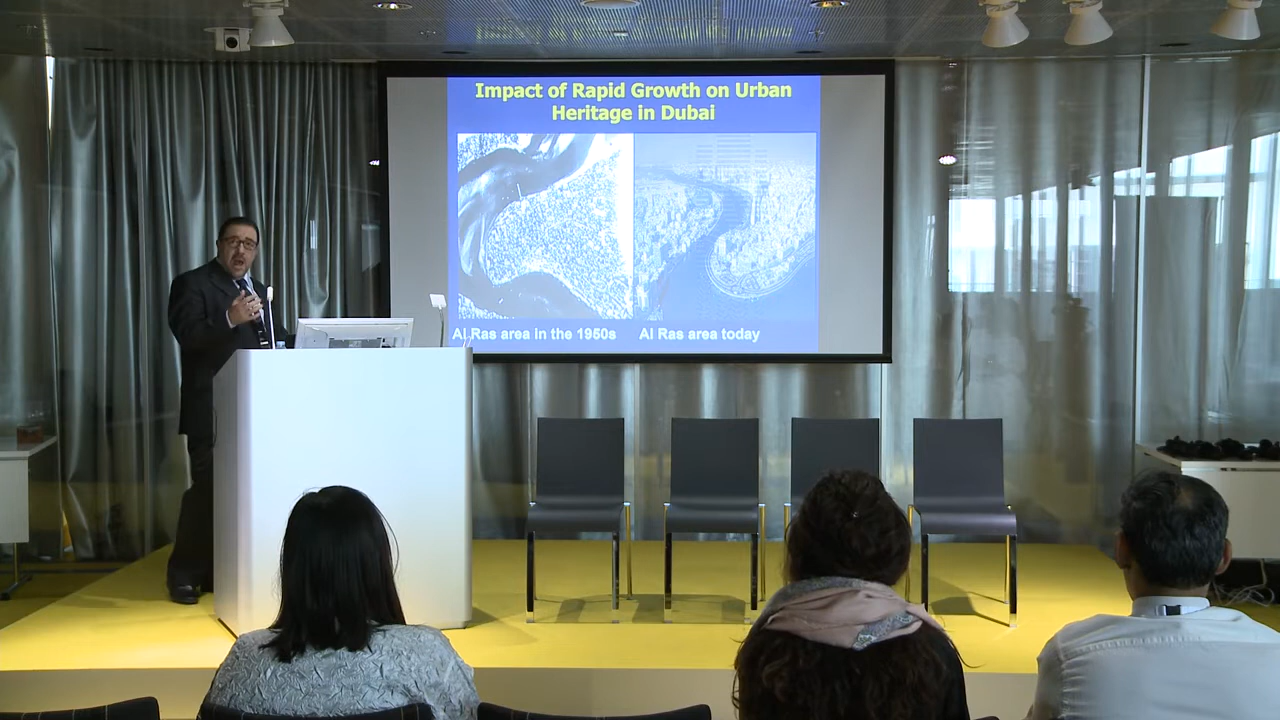 Impact of Rapid Growth on Urban
Heritage in Dubai
Al Ras area in the 1950s
Al Ras area today